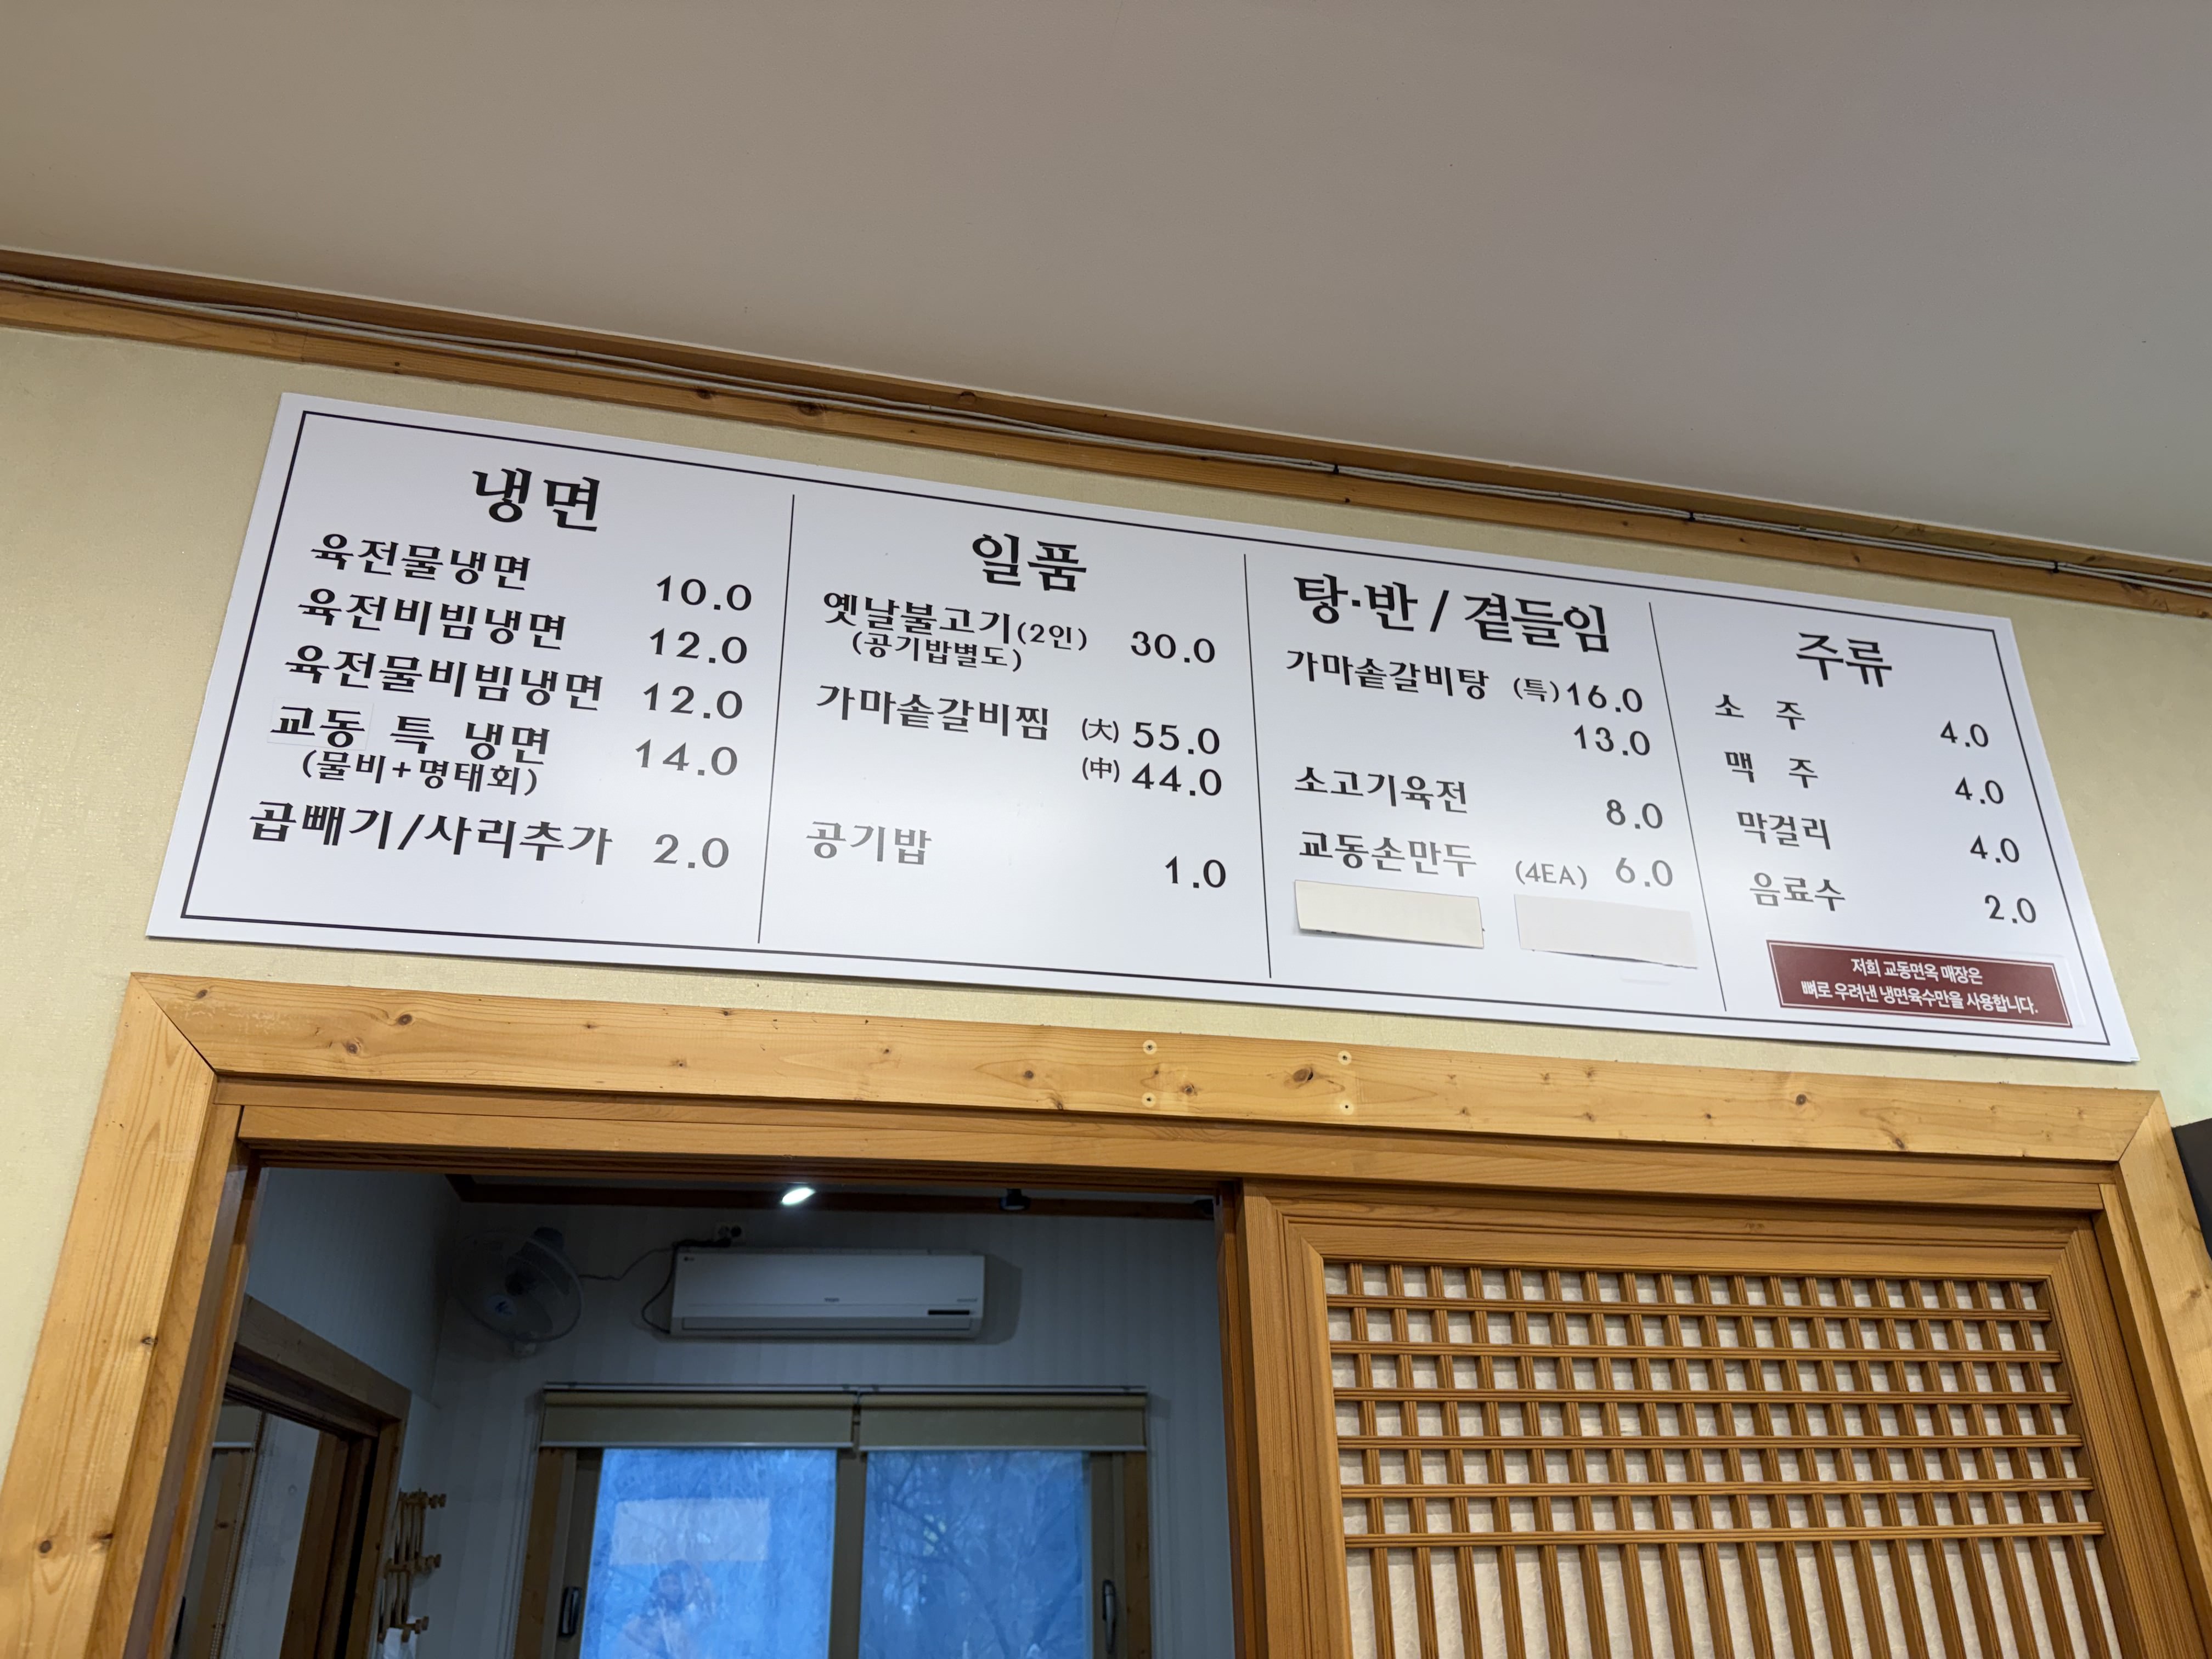 냉면
육전물냉면 10.0
육전비빔냉면 12.0
육전물비빔냉면 12.0
교동 특 냉면 14.0
(물비+명태회)
곱빼기/사리추가 2.0
일품
옛날불고기(2인) 30.0
(공기밥별도)
가마솥갈비찜 (大) 55.0
(中) 44.0
공기밥 1.0
탕·반 / 곁들임
가마솥갈비탕 (특) 16.0
13.0
소고기육전 8.0
교동손만두 (4EA) 6.0
주류
소 주 4.0
맥 주 4.0
막걸리 4.0
음료수 2.0
저희 교동면옥 매장은
뼈로 우려낸 냉면육수만을 사용합니다.